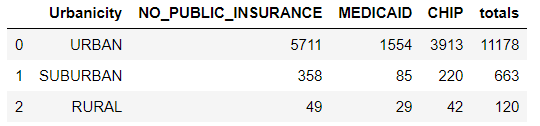 Urbanicity NO_PUBLIC_INSURANCE MEDICAID CHIP totals
0 URBAN 5711 1554 3913 11178
1 SUBURBAN 358 85 220 663
2 RURAL 49 29 42 120